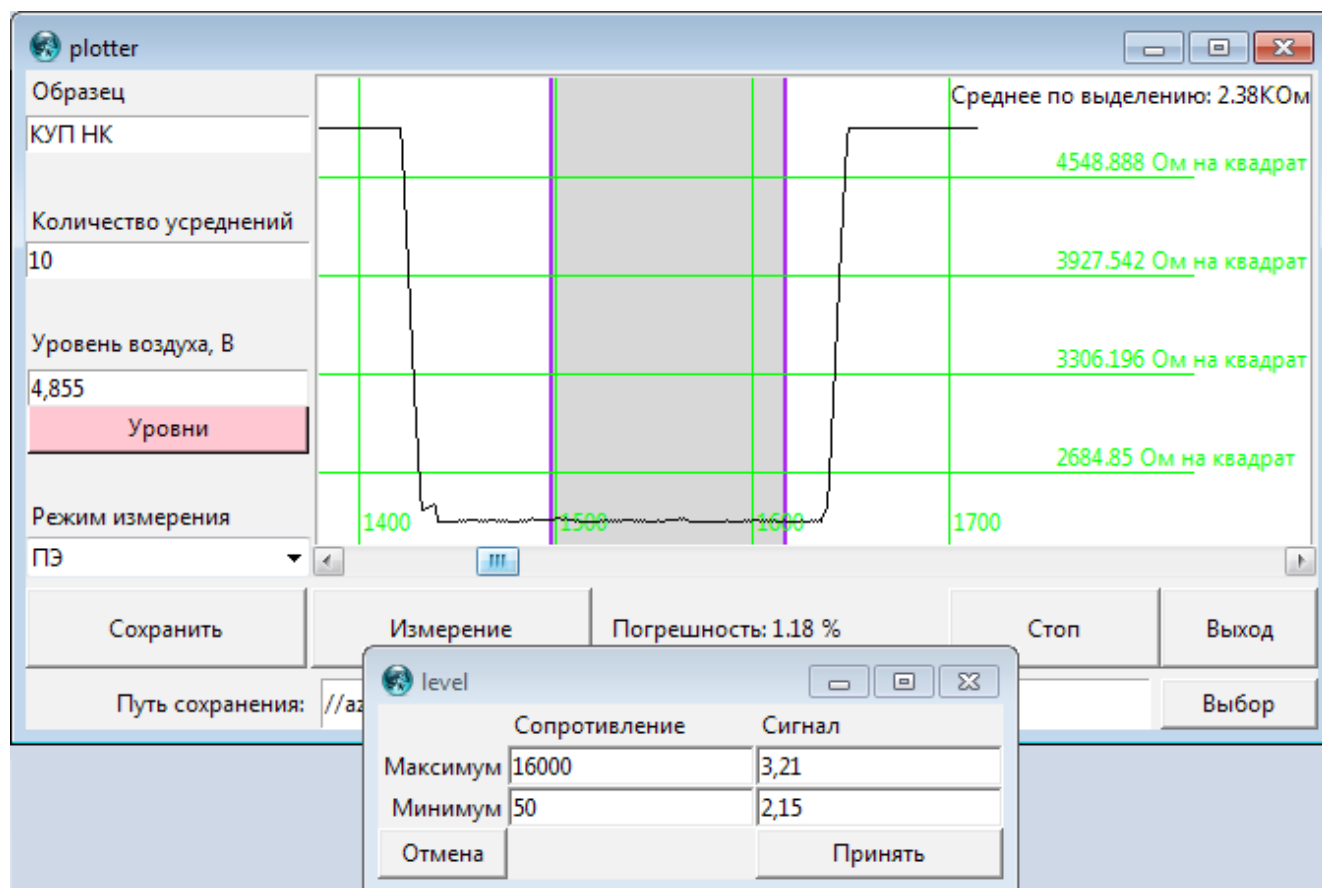 plotter
Образец
КУП НК
Количество усреднений
10
Уровень воздуха, В
4,855
Уровни
Режим измерения
ПЭ
Среднее по выделению: 2.38КОм
4548.888 Ом на квадрат
3927.542 Ом на квадрат
3306.196 Ом на квадрат
2684.85 Ом на квадрат
1400 1500 1600 1700
Сохранить Измерение Погрешность: 1.18 % Стоп Выход
Путь сохранения: //az Выбор
level
Сопротивление Сигнал
Максимум 16000 3,21
Минимум 50 2,15
Отмена Принять